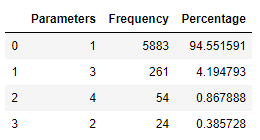 Parameters Frequency Percentage
0 1 5883 94.551591
1 3 261 4.194793
2 4 54 0.867888
3 2 24 0.385728